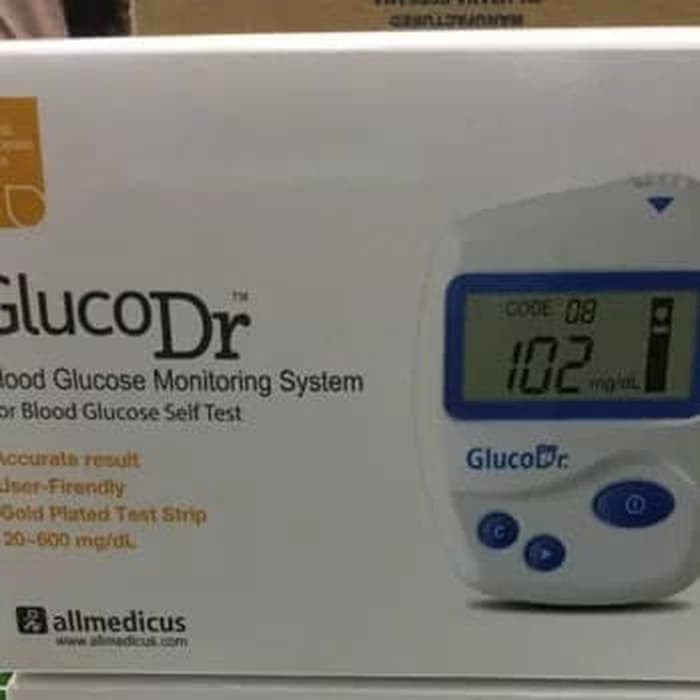 MANUFACTURED
GlucoDr™
lood Glucose Monitoring System
or Blood Glucose Self Test
Accurate result
User-Firendly
Gold Plated Test Strip
20~600 mg/dL
allmedicus
www.allmedicus.com
CODE 08
102 mg/dL
GlucoDr.
C